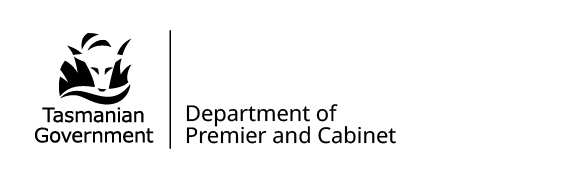 Tasmanian
Government
Department of
Premier and Cabinet